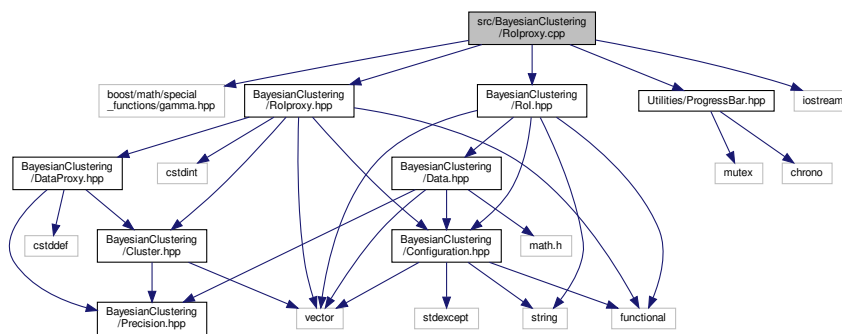 src/BayesianClustering
/RoIproxy.cpp
boost/math/special
_functions/gamma.hpp
BayesianClustering
/RoIproxy.hpp
BayesianClustering
/RoI.hpp
Utilities/ProgressBar.hpp
iostream
BayesianClustering
/DataProxy.hpp
cstdint
BayesianClustering
/Data.hpp
mutex
chrono
cstddef
BayesianClustering
/Cluster.hpp
BayesianClustering
/Configuration.hpp
math.h
BayesianClustering
/Precision.hpp
vector
stdexcept
string
functional